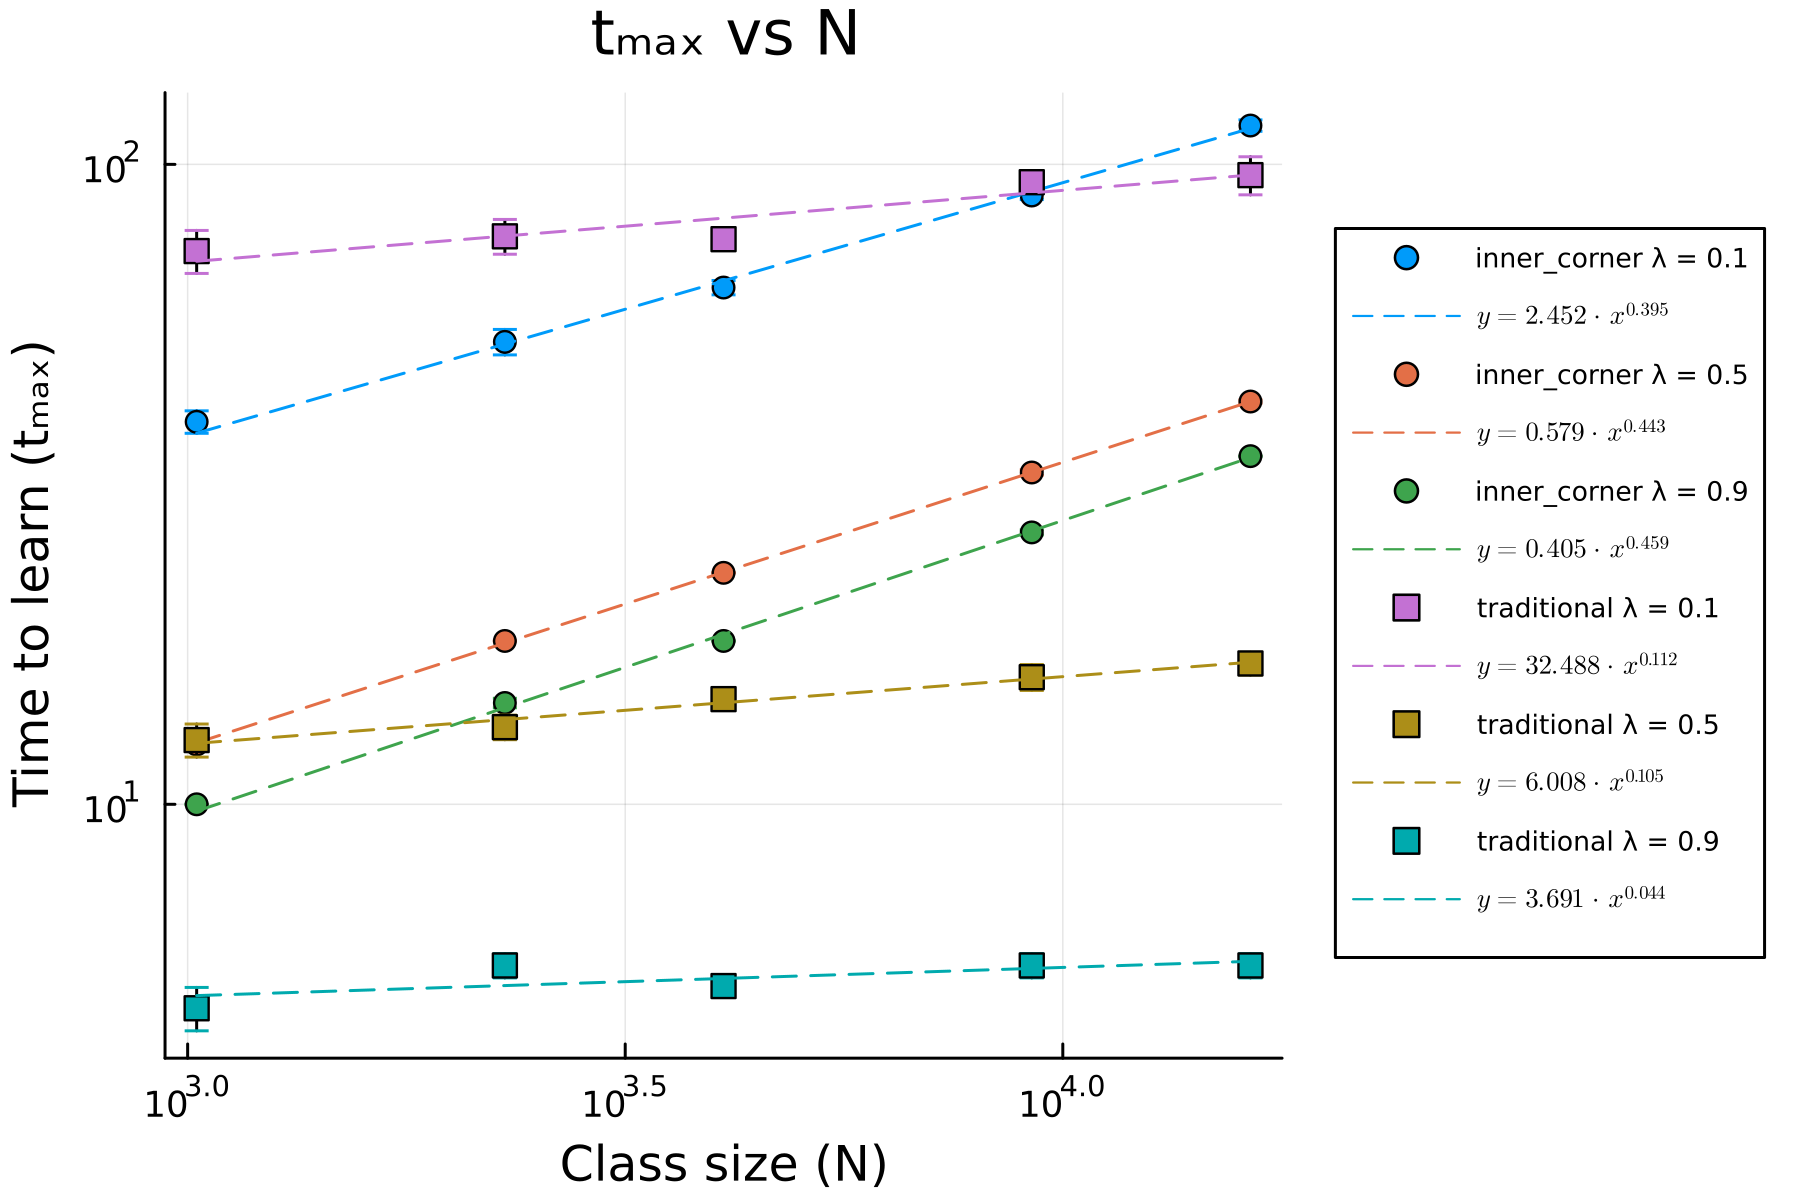 tₘₐₓ vs N
Time to learn (tₘₐₓ)
10²
10¹
10^3.0
10^3.5
10^4.0
Class size (N)
inner_corner λ = 0.1
y = 2.452 · x^0.395
inner_corner λ = 0.5
y = 0.579 · x^0.443
inner_corner λ = 0.9
y = 0.405 · x^0.459
traditional λ = 0.1
y = 32.488 · x^0.112
traditional λ = 0.5
y = 6.008 · x^0.105
traditional λ = 0.9
y = 3.691 · x^0.044